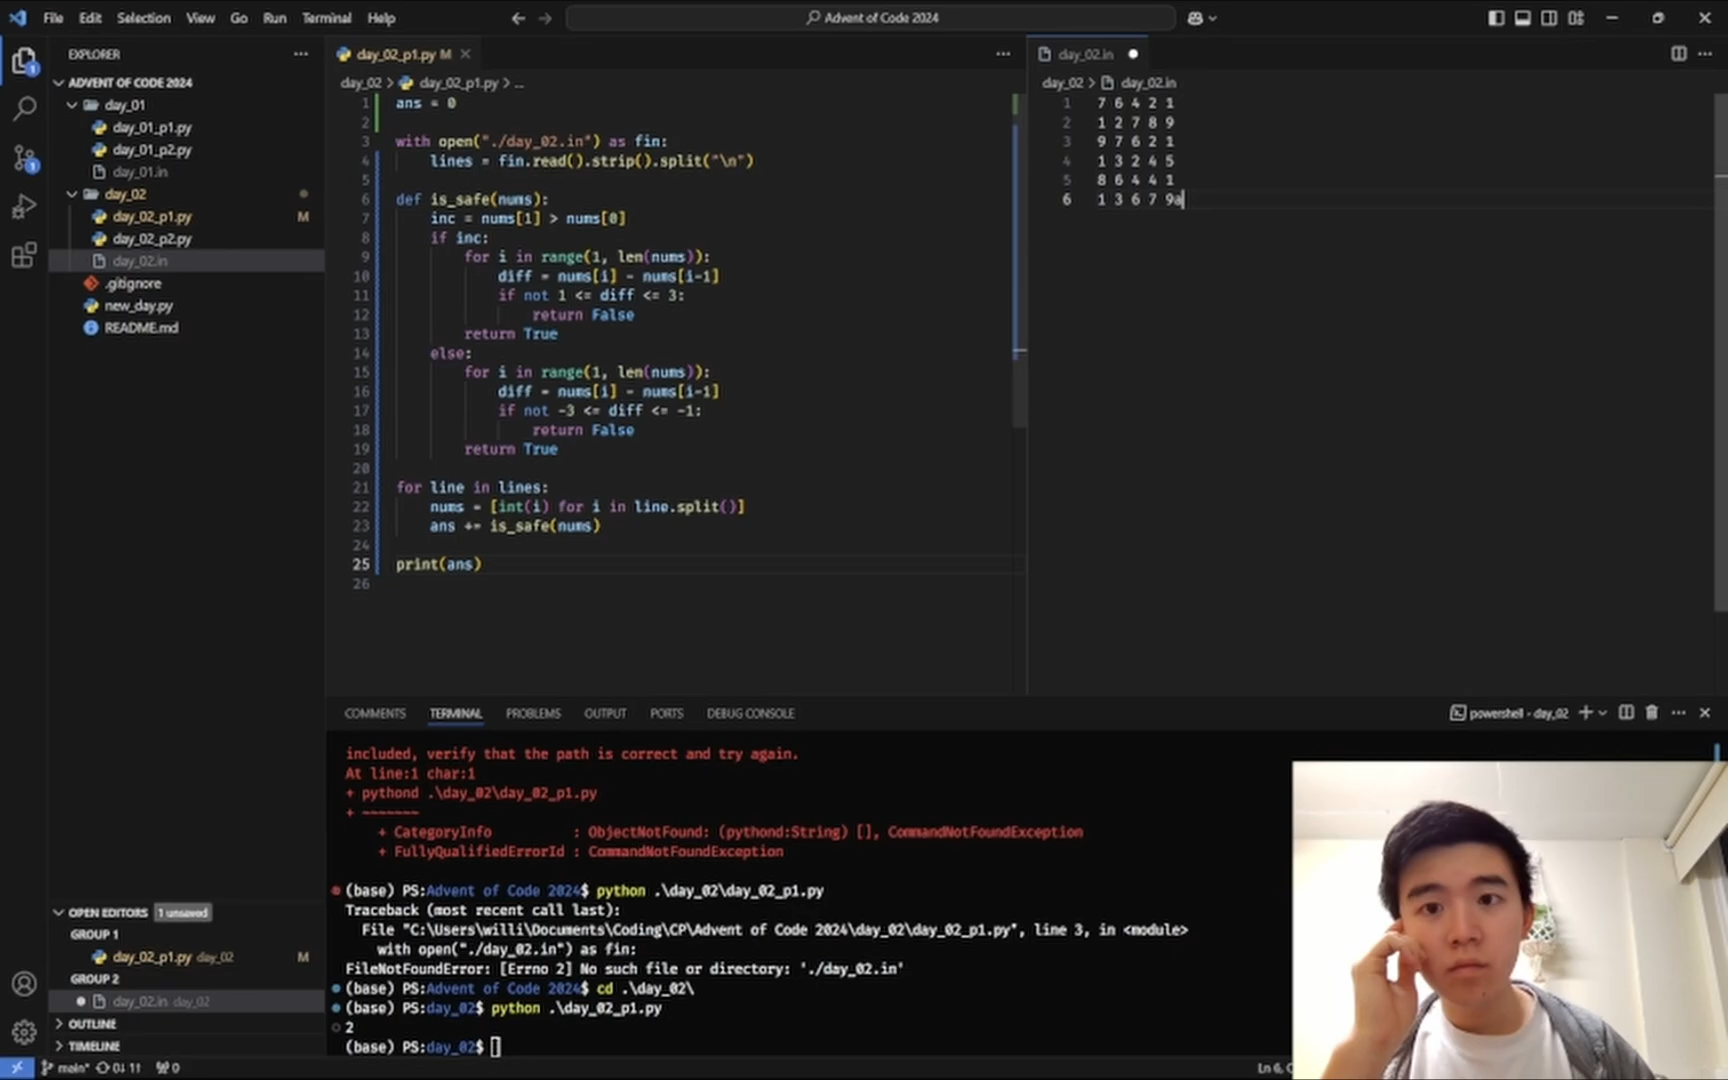 File Edit Selection View Go Run Terminal Help
Advent of Code 2024
EXPLORER
ADVENT OF CODE 2024
day_01
day_01_p1.py
day_01_p2.py
day_01.in
day_02
day_02_p1.py M
day_02_p2.py
day_02.in
.gitignore
new_day.py
README.md
OPEN EDITORS 1 unsaved
GROUP 1
day_02_p1.py day_02 M
GROUP 2
day_02.in day_02
OUTLINE
TIMELINE
day_02_p1.py M
day_02 > day_02_p1.py > ...
1 ans = 0
2
3 with open("./day_02.in") as fin:
4 lines = fin.read().strip().split("\n")
5
6 def is_safe(nums):
7 inc = nums[1] > nums[0]
8 if inc:
9 for i in range(1, len(nums)):
10 diff = nums[i] - nums[i-1]
11 if not 1 <= diff <= 3:
12 return False
13 return True
14 else:
15 for i in range(1, len(nums)):
16 diff = nums[i] - nums[i-1]
17 if not -3 <= diff <= -1:
18 return False
19 return True
20
21 for line in lines:
22 nums = [int(i) for i in line.split()]
23 ans += is_safe(nums)
24
25 print(ans)
26
day_02.in
day_02 > day_02.in
1 7 6 4 2 1
2 1 2 7 8 9
3 9 7 6 2 1
4 1 3 2 4 5
5 8 6 4 4 1
6 1 3 6 7 9a
COMMENTS TERMINAL PROBLEMS OUTPUT PORTS DEBUG CONSOLE
powershell - day_02
included, verify that the path is correct and try again.
At line:1 char:1
+ pythond .\day_02\day_02_p1.py
+ ~~~~~~~
+ CategoryInfo : ObjectNotFound: (pythond:String) [], CommandNotFoundException
+ FullyQualifiedErrorId : CommandNotFoundException
(base) PS:Advent of Code 2024$ python .\day_02\day_02_p1.py
Traceback (most recent call last):
File "C:\Users\willi\Documents\Coding\CP\Advent of Code 2024\day_02\day_02_p1.py", line 3, in <module>
with open("./day_02.in") as fin:
FileNotFoundError: [Errno 2] No such file or directory: './day_02.in'
(base) PS:Advent of Code 2024$ cd .\day_02\
(base) PS:day_02$ python .\day_02_p1.py
2
(base) PS:day_02$
main* 0↓ 1↑ 0
Ln 6,